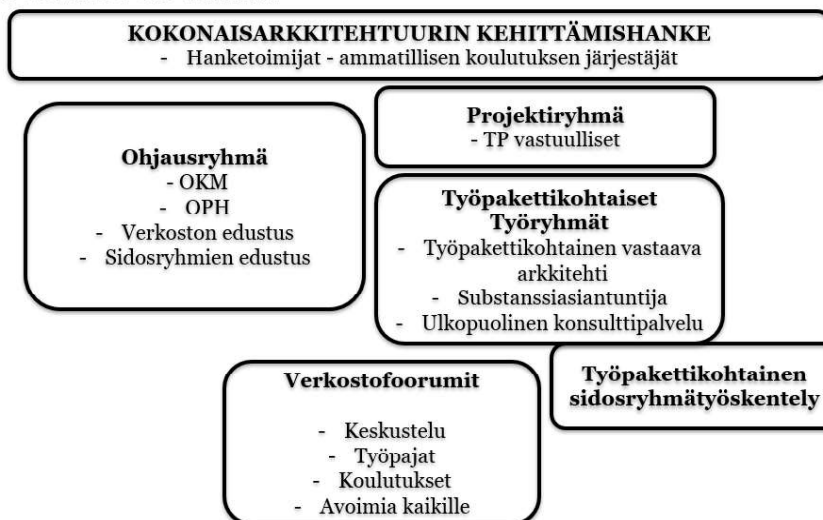 KOKONAISARKKITEHTUURIN KEHITTÄMISHANKE
- Hanketoimijat - ammatillisen koulutuksen järjestäjät
Ohjausryhmä
- OKM
- OPH
- Verkoston edustus
- Sidosryhmien edustus
Projektiryhmä
- TP vastuulliset
Työpakettikohtaiset
Työryhmät
- Työpakettikohtainen vastaava
arkkitehti
- Substanssiasiantuntija
- Ulkopuolinen konsulttipalvelu
Verkostofoorumit
- Keskustelu
- Työpajat
- Koulutukset
- Avoimia kaikille
Työpakettikohtainen
sidosryhmätyöskentely